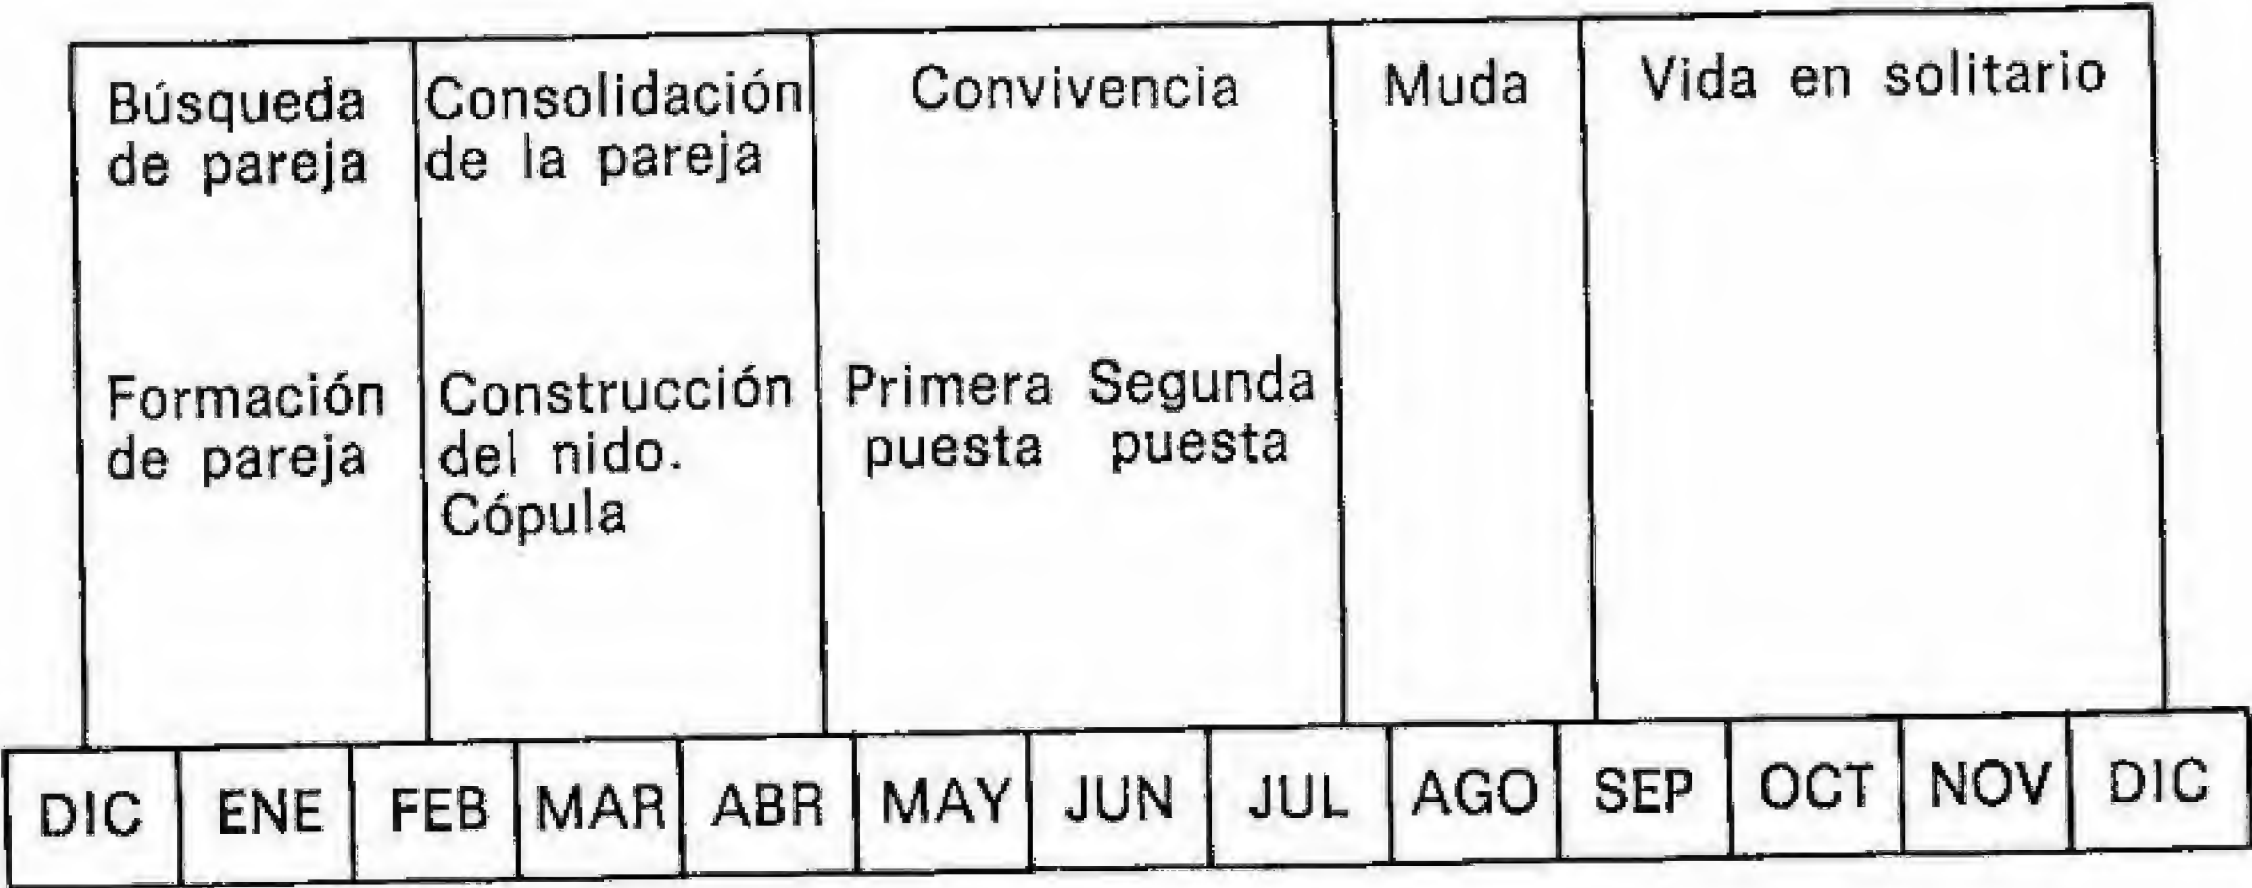 Búsqueda
de pareja
Consolidación
de la pareja
Convivencia
Muda
Vida en solitario
Formación
de pareja
Construcción
del nido.
Cópula
Primera
puesta
Segunda
puesta
DIC ENE FEB MAR ABR MAY JUN JUL AGO SEP OCT NOV DIC